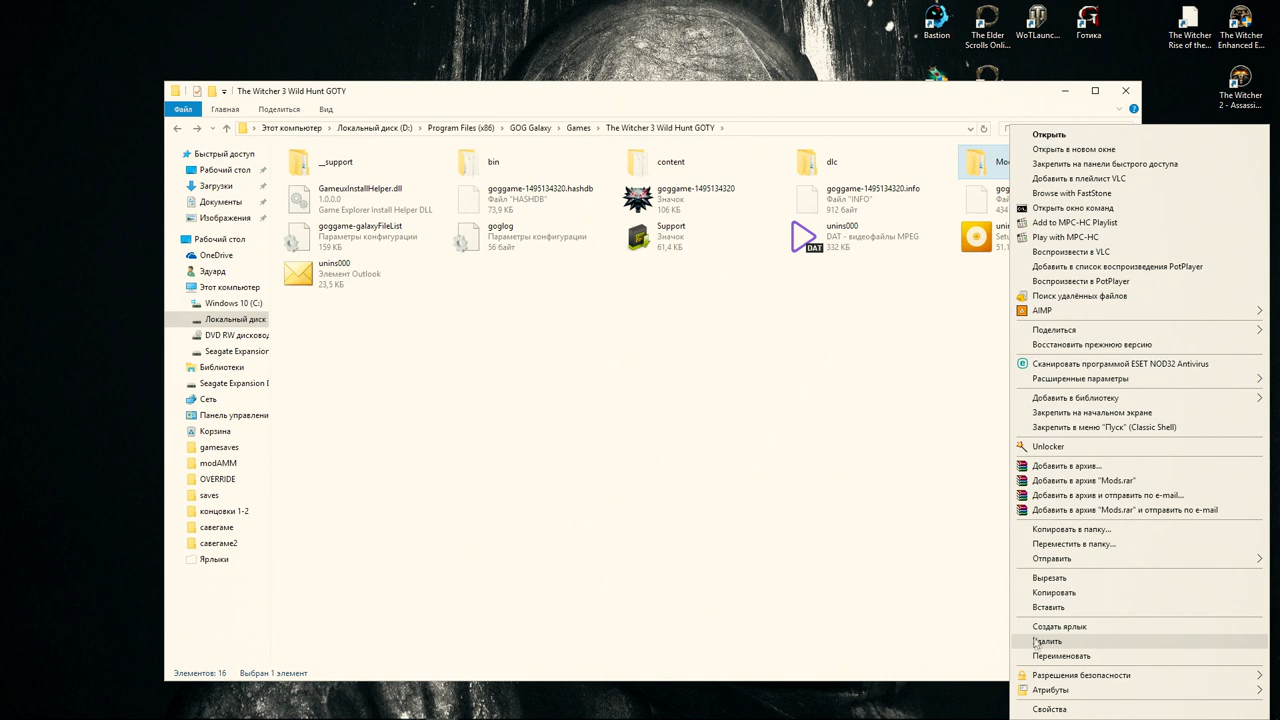 Bastion
The Elder
Scrolls Onli...
WoTLaunc...
Готика
The Witcher
Rise of the...
The Witcher
Enhanced E...
The Witcher
2 - Assassi...
The Witcher 3 Wild Hunt GOTY
Файл
Главная
Поделиться
Вид
Этот компьютер
Локальный диск (D:)
Program Files (x86)
GOG Galaxy
Games
The Witcher 3 Wild Hunt GOTY
Быстрый доступ
Рабочий стол
Загрузки
Документы
Изображения
Рабочий стол
OneDrive
Эдуард
Этот компьютер
Windows 10 (C:)
Локальный диск
DVD RW дисковод
Seagate Expansion
Библиотеки
Seagate Expansion D
Сеть
Панель управлени
Корзина
gamesaves
modAMM
OVERRIDE
saves
концовки 1-2
савегаме
савегаме2
Ярлыки
__support
bin
content
dlc
Mo
GameuxInstallHelper.dll
1.0.0.0
Game Explorer Install Helper DLL
goggame-1495134320.hashdb
Файл "HASHDB"
73,9 КБ
goggame-1495134320
Значок
106 КБ
goggame-1495134320.info
Файл "INFO"
912 байт
gog
Фай
434
goggame-galaxyFileList
Параметры конфигурации
159 КБ
goglog
Параметры конфигурации
56 байт
Support
Значок
61,4 КБ
unins000
DAT - видеофайлы MPEG
332 КБ
DAT
unin
Setu
51.1
unins000
Элемент Outlook
23,5 КБ
Элементов: 16
Выбран 1 элемент
Открыть
Открыть в новом окне
Закрепить на панели быстрого доступа
Добавить в плейлист VLC
Browse with FastStone
Открыть окно команд
Add to MPC-HC Playlist
Play with MPC-HC
Воспроизвести в VLC
Добавить в список воспроизведения PotPlayer
Воспроизвести в PotPlayer
Поиск удалённых файлов
AIMP
Поделиться
Восстановить прежнюю версию
Сканировать программой ESET NOD32 Antivirus
Расширенные параметры
Добавить в библиотеку
Закрепить на начальном экране
Закрепить в меню "Пуск" (Classic Shell)
Unlocker
Добавить в архив...
Добавить в архив "Mods.rar"
Добавить в архив и отправить по e-mail...
Добавить в архив "Mods.rar" и отправить по e-mail
Копировать в папку...
Переместить в папку...
Отправить
Вырезать
Копировать
Вставить
Создать ярлык
Удалить
Переименовать
Разрешения безопасности
Атрибуты
Свойства